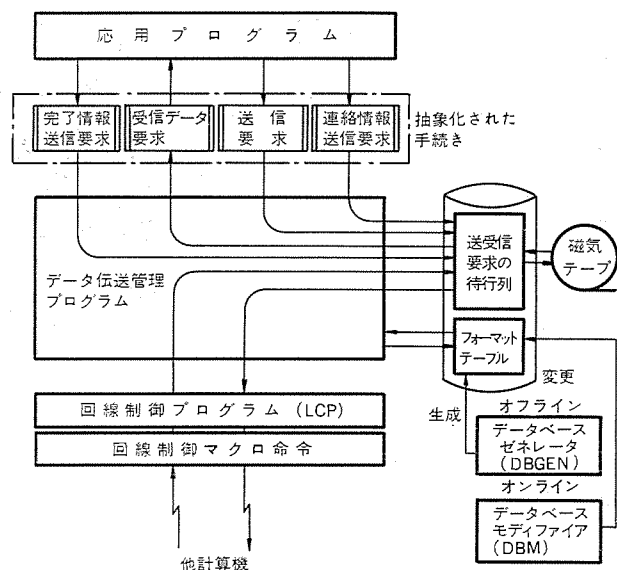 応用プログラム
完了情報
送信要求
受信データ
要求
送信
要求
連絡情報
送信要求
抽象化された
手続き
データ伝送管理
プログラム
送受信
要求の
待行列
磁気
テープ
フォーマット
テーブル
変更
生成
オフライン
データベース
ゼネレータ
(DBGEN)
オンライン
データベース
モディファイア
(DBM)
回線制御プログラム(LCP)
回線制御マクロ命令
他計算機